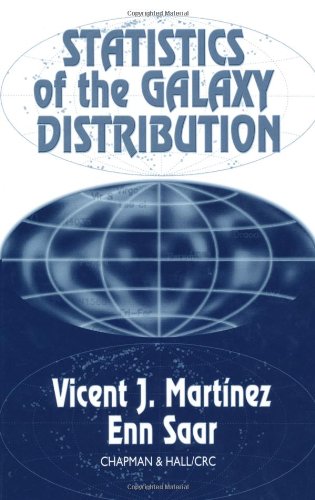 STATISTICS
of the GALAXY
DISTRIBUTION
Vicent J. Martínez
Enn Saar
CHAPMAN & HALL/CRC